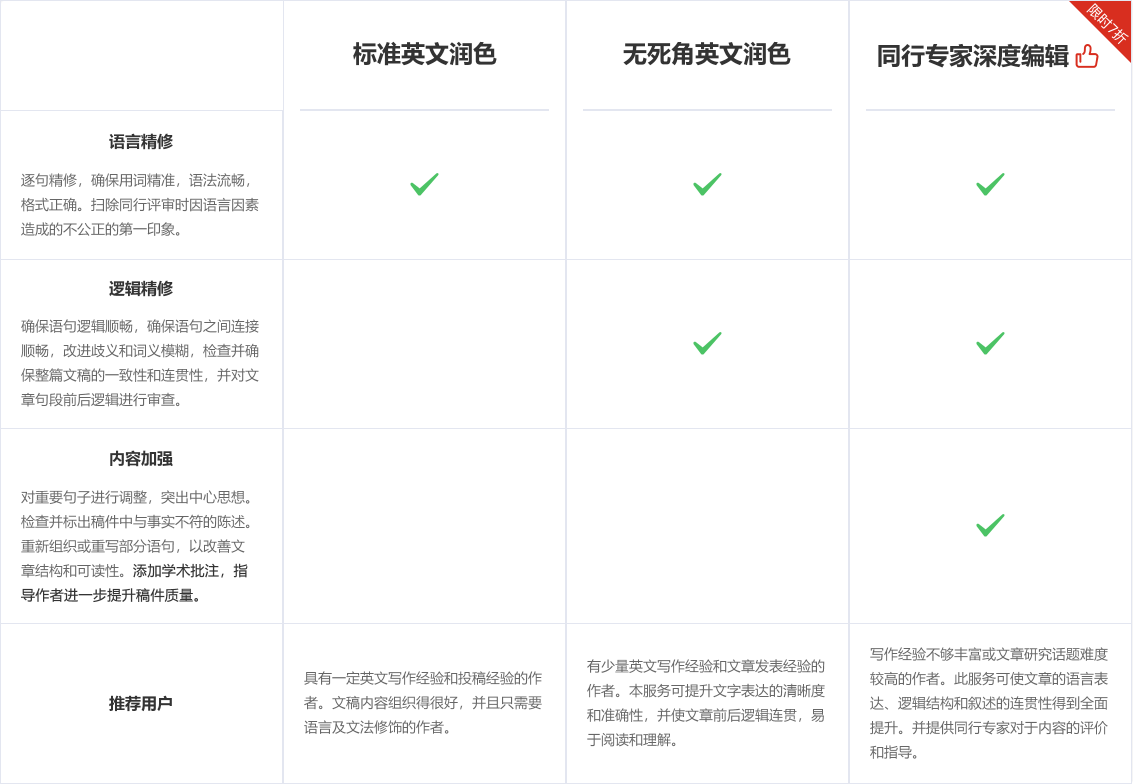 标准英文润色
无死角英文润色
同行专家深度编辑
限时7折
语言精修
逐句精修，确保用词精准，语法流畅，
格式正确。扫除同行评审时因语言因素
造成的不公正的第一印象。
逻辑精修
确保语句逻辑顺畅，确保语句之间连接
顺畅，改进歧义和词义模糊，检查并确
保整篇文稿的一致性和连贯性，并对文
章句段前后逻辑进行审查。
内容加强
对重要句子进行调整，突出中心思想。
检查并标出稿件中与事实不符的陈述。
重新组织或重写部分语句，以改善文
章结构和可读性。添加学术批注，指
导作者进一步提升稿件质量。
推荐用户
具有一定英文写作经验和投稿经验的作
者。文稿内容组织得很好，并且只需要
语言及文法修饰的作者。
有少量英文写作经验和文章发表经验的
作者。本服务可提升文字表达的清晰度
和准确性，并使文章前后逻辑连贯，易
于阅读和理解。
写作经验不够丰富或文章研究话题难度
较高的作者。此服务可使文章的语言表
达、逻辑结构和叙述的连贯性得到全面
提升。并提供同行专家对于内容的评价
和指导。